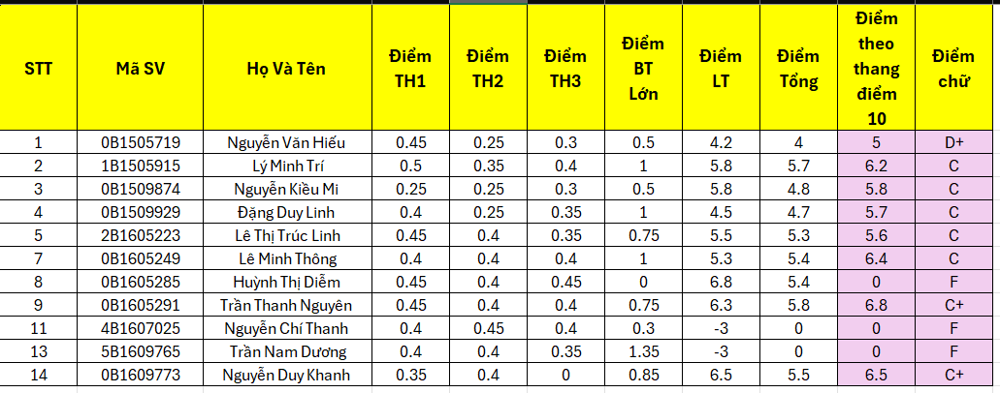 STT Mã SV Họ Và Tên Điểm TH1 Điểm TH2 Điểm TH3 Điểm BT Lớn Điểm LT Điểm Tổng Điểm theo thang điểm 10 Điểm chữ
1 0B1505719 Nguyễn Văn Hiếu 0.45 0.25 0.3 0.5 4.2 4 5 D+
2 1B1505915 Lý Minh Trí 0.5 0.35 0.4 1 5.8 5.7 6.2 C
3 0B1509874 Nguyễn Kiều Mi 0.25 0.25 0.3 0.5 5.8 4.8 5.8 C
4 0B1509929 Đặng Duy Linh 0.4 0.25 0.35 1 4.5 4.7 5.7 C
5 2B1605223 Lê Thị Trúc Linh 0.45 0.4 0.35 0.75 5.5 5.3 5.6 C
7 0B1605249 Lê Minh Thông 0.4 0.4 0.4 1 5.3 5.4 6.4 C
8 0B1605285 Huỳnh Thị Diễm 0.45 0.4 0.45 0 6.8 5.4 0 F
9 0B1605291 Trần Thanh Nguyên 0.45 0.4 0.4 0.75 6.3 5.8 6.8 C+
11 4B1607025 Nguyễn Chí Thanh 0.4 0.45 0.4 0.3 -3 0 0 F
13 5B1609765 Trần Nam Dương 0.4 0.4 0.35 1.35 -3 0 0 F
14 0B1609773 Nguyễn Duy Khanh 0.35 0.4 0 0.85 6.5 5.5 6.5 C+